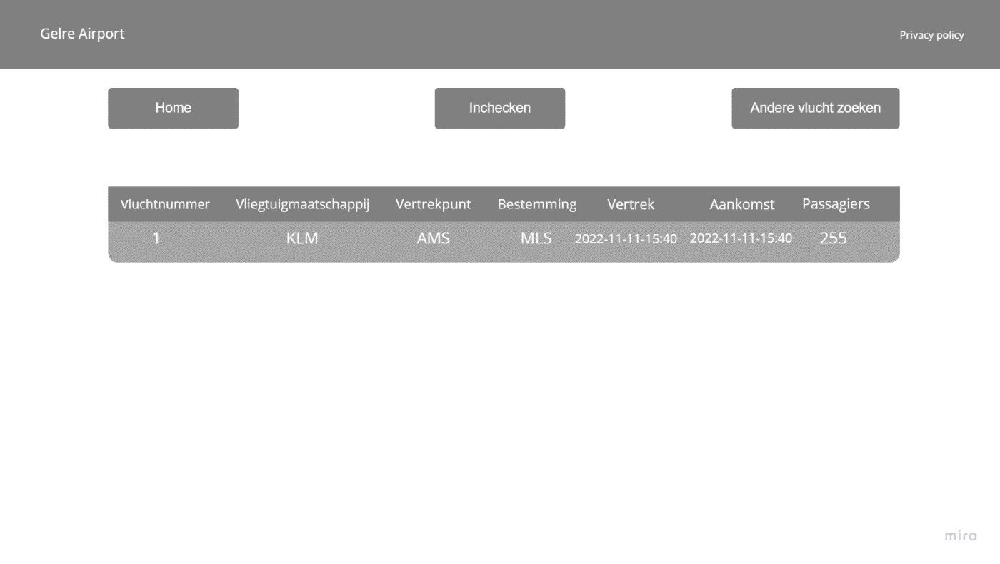 Gelre Airport
Privacy policy
Home
Inchecken
Andere vlucht zoeken
Vluchtnummer Vliegtuigmaatschappij Vertrekpunt Bestemming Vertrek Aankomst Passagiers
1 KLM AMS MLS 2022-11-11-15:40 2022-11-11-15:40 255
miro